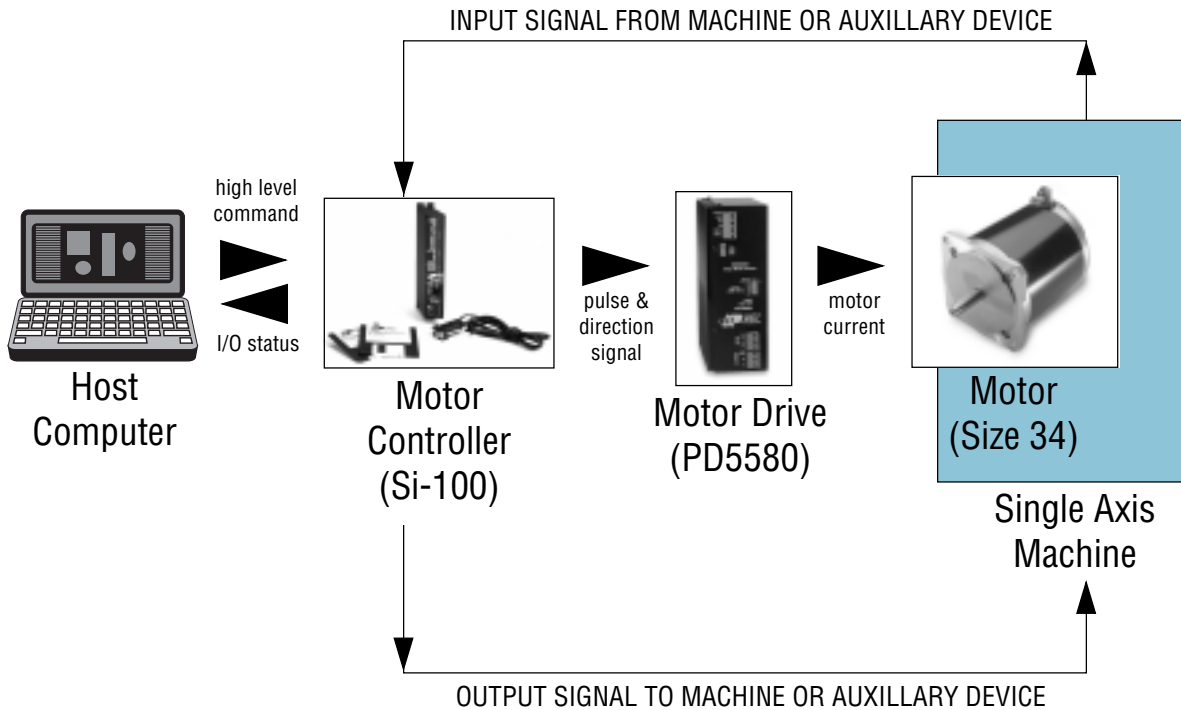 INPUT SIGNAL FROM MACHINE OR AUXILLARY DEVICE
high level
command
I/O status
Host
Computer
Motor
Controller
(Si-100)
pulse &
direction
signal
Motor Drive
(PD5580)
motor
current
Motor
(Size 34)
Single Axis
Machine
OUTPUT SIGNAL TO MACHINE OR AUXILLARY DEVICE